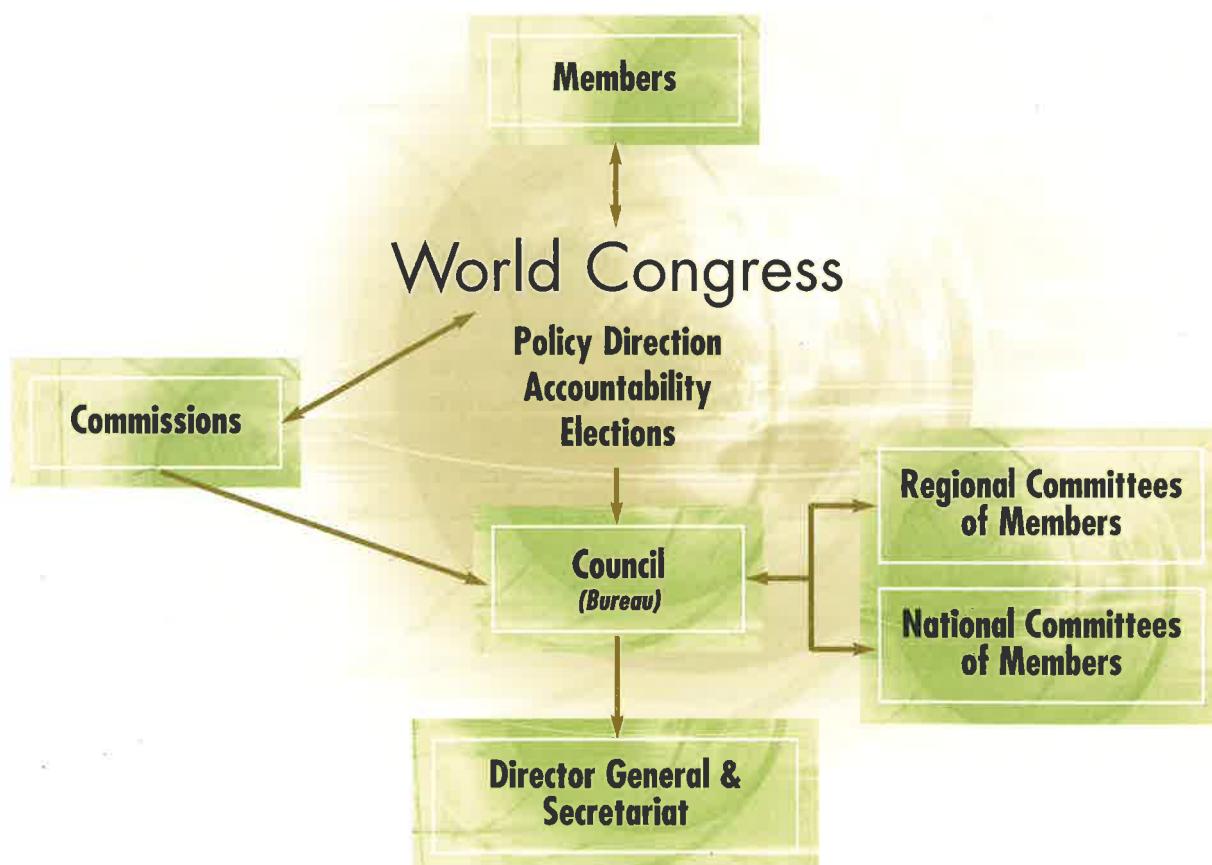 Members
World Congress
Policy Direction
Accountability
Elections
Commissions
Regional Committees
of Members
Council
(Bureau)
National Committees
of Members
Director General &
Secretariat